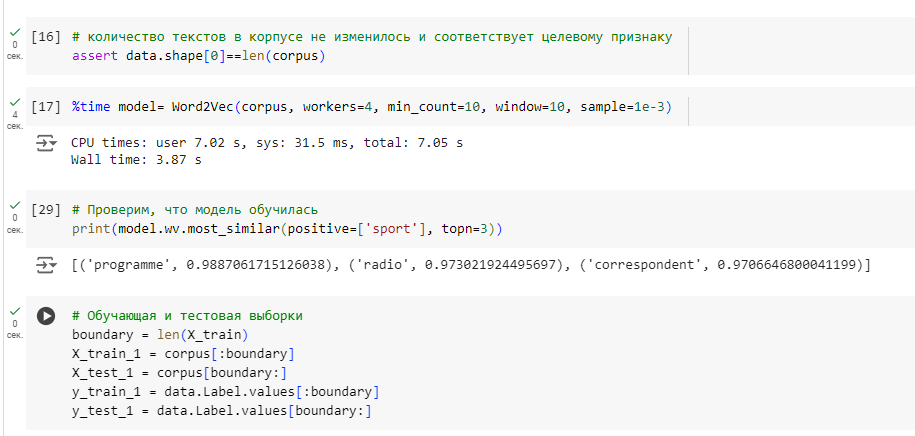 0
сек.
[16] # количество текстов в корпусе не изменилось и соответствует целевому признаку
assert data.shape[0]==len(corpus)
4
сек.
[17] %time model= Word2Vec(corpus, workers=4, min_count=10, window=10, sample=1e-3)
CPU times: user 7.02 s, sys: 31.5 ms, total: 7.05 s
Wall time: 3.87 s
0
сек.
[29] # Проверим, что модель обучилась
print(model.wv.most_similar(positive=['sport'], topn=3))
[('programme', 0.9887061715126038), ('radio', 0.973021924495697), ('correspondent', 0.9706646800041199)]
0
сек.
# Обучающая и тестовая выборки
boundary = len(X_train)
X_train_1 = corpus[:boundary]
X_test_1 = corpus[boundary:]
y_train_1 = data.Label.values[:boundary]
y_test_1 = data.Label.values[boundary:]